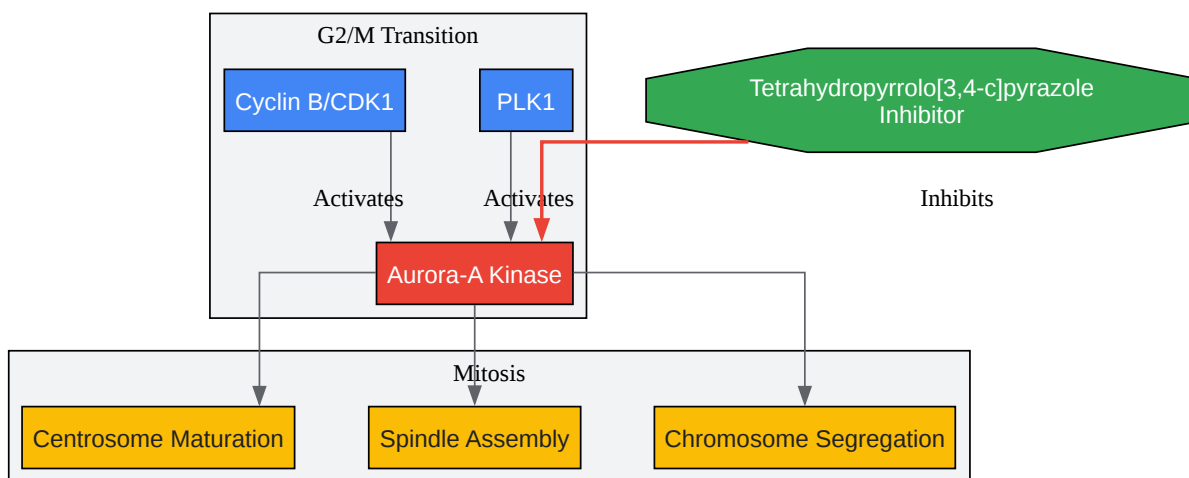 G2/M Transition
Cyclin B/CDK1
PLK1
Tetrahydropyrrolo[3,4-c]pyrazole
Inhibitor
Activates
Activates
Inhibits
Aurora-A Kinase
Mitosis
Centrosome Maturation
Spindle Assembly
Chromosome Segregation